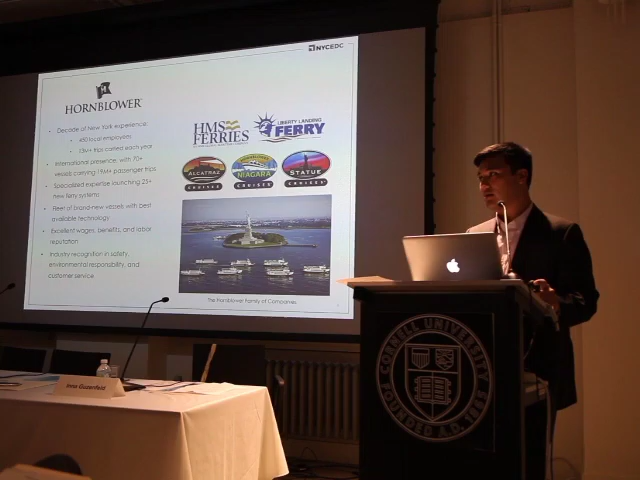 NYCEDC
HORNBLOWER
• Decade of New York experience:
• 450 local employees
• 13M+ trips carried each year
• International presence, with 70+
vessels carrying 19M+ passenger trips
• Specialized expertise launching 25+
new ferry systems
• Fleet of brand-new vessels with best
available technology
• Excellent wages, benefits, and labor
reputation
• Industry recognition in safety,
environmental responsibility, and
customer service
HMS
FERRIES
LIBERTY LANDING
FERRY
ALCATRAZ
CRUISES
NIAGARA
CRUISES
STATUE
CRUISES
The Hornblower Family of Companies
CORNELL UNIVERSITY
FOUNDED A.D. 1865